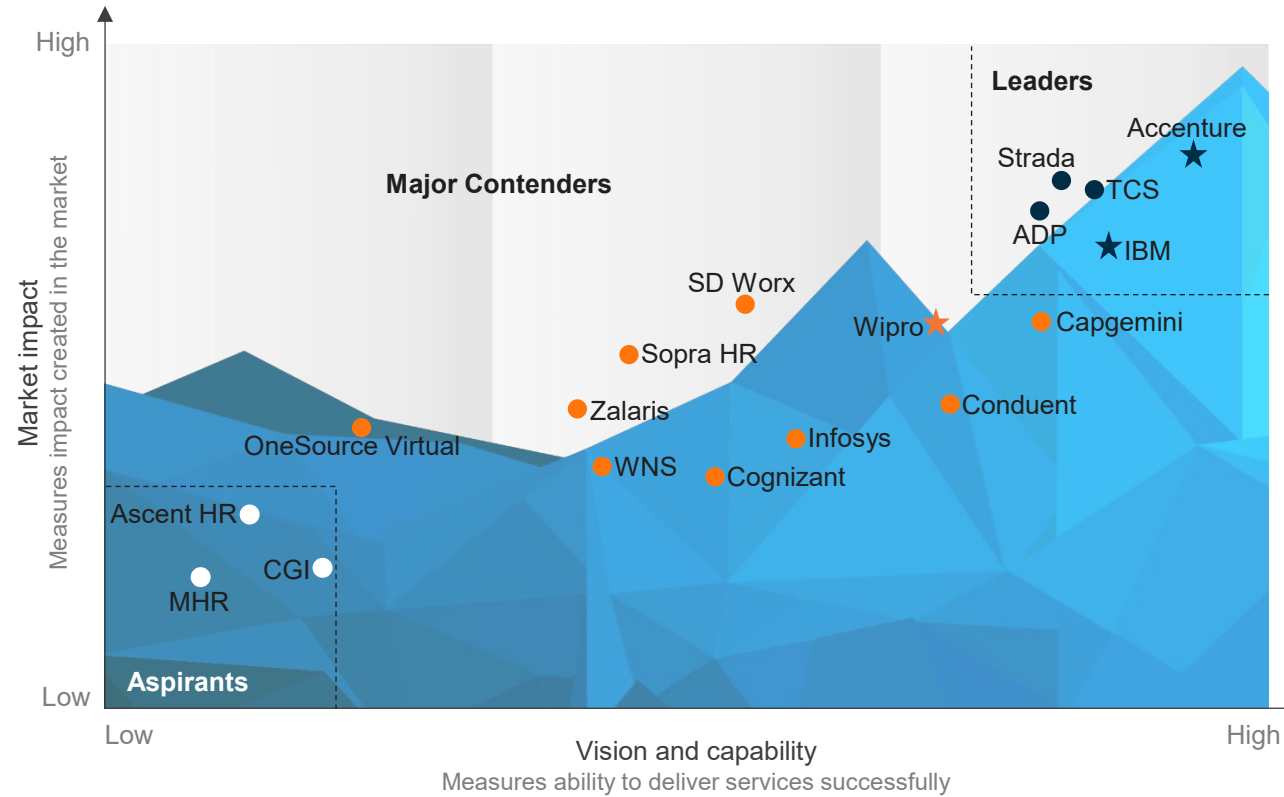 High
Leaders
Accenture
Strada
TCS
ADP
IBM
Major Contenders
SD Worx
Wipro
Capgemini
Sopra HR
Zalaris
Conduent
OneSource Virtual
Infosys
WNS
Cognizant
Ascent HR
CGI
MHR
Aspirants
Market impact
Measures impact created in the market
Low
Low
High
Vision and capability
Measures ability to deliver services successfully